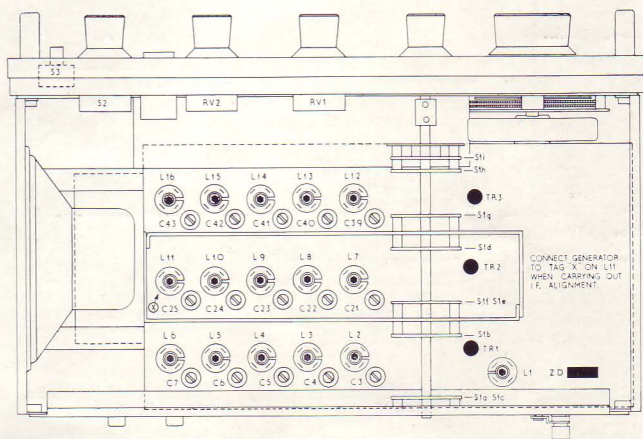 S3
S2
RV2
RV1
S1i
S1h
L16
L15
L14
L13
L12
TR3
C43
C42
C41
C40
C39
S1g
S1d
L11
L10
L9
L8
L7
TR2
CONNECT GENERATOR
TO TAG 'X' ON L11
WHEN CARRYING OUT
I.F. ALIGNMENT.
X
C25
C24
C23
C22
C21
S1f S1e
S1b
L6
L5
L4
L3
L2
TR1
C7
C6
C5
C4
C3
L1
ZD
S1a S1c